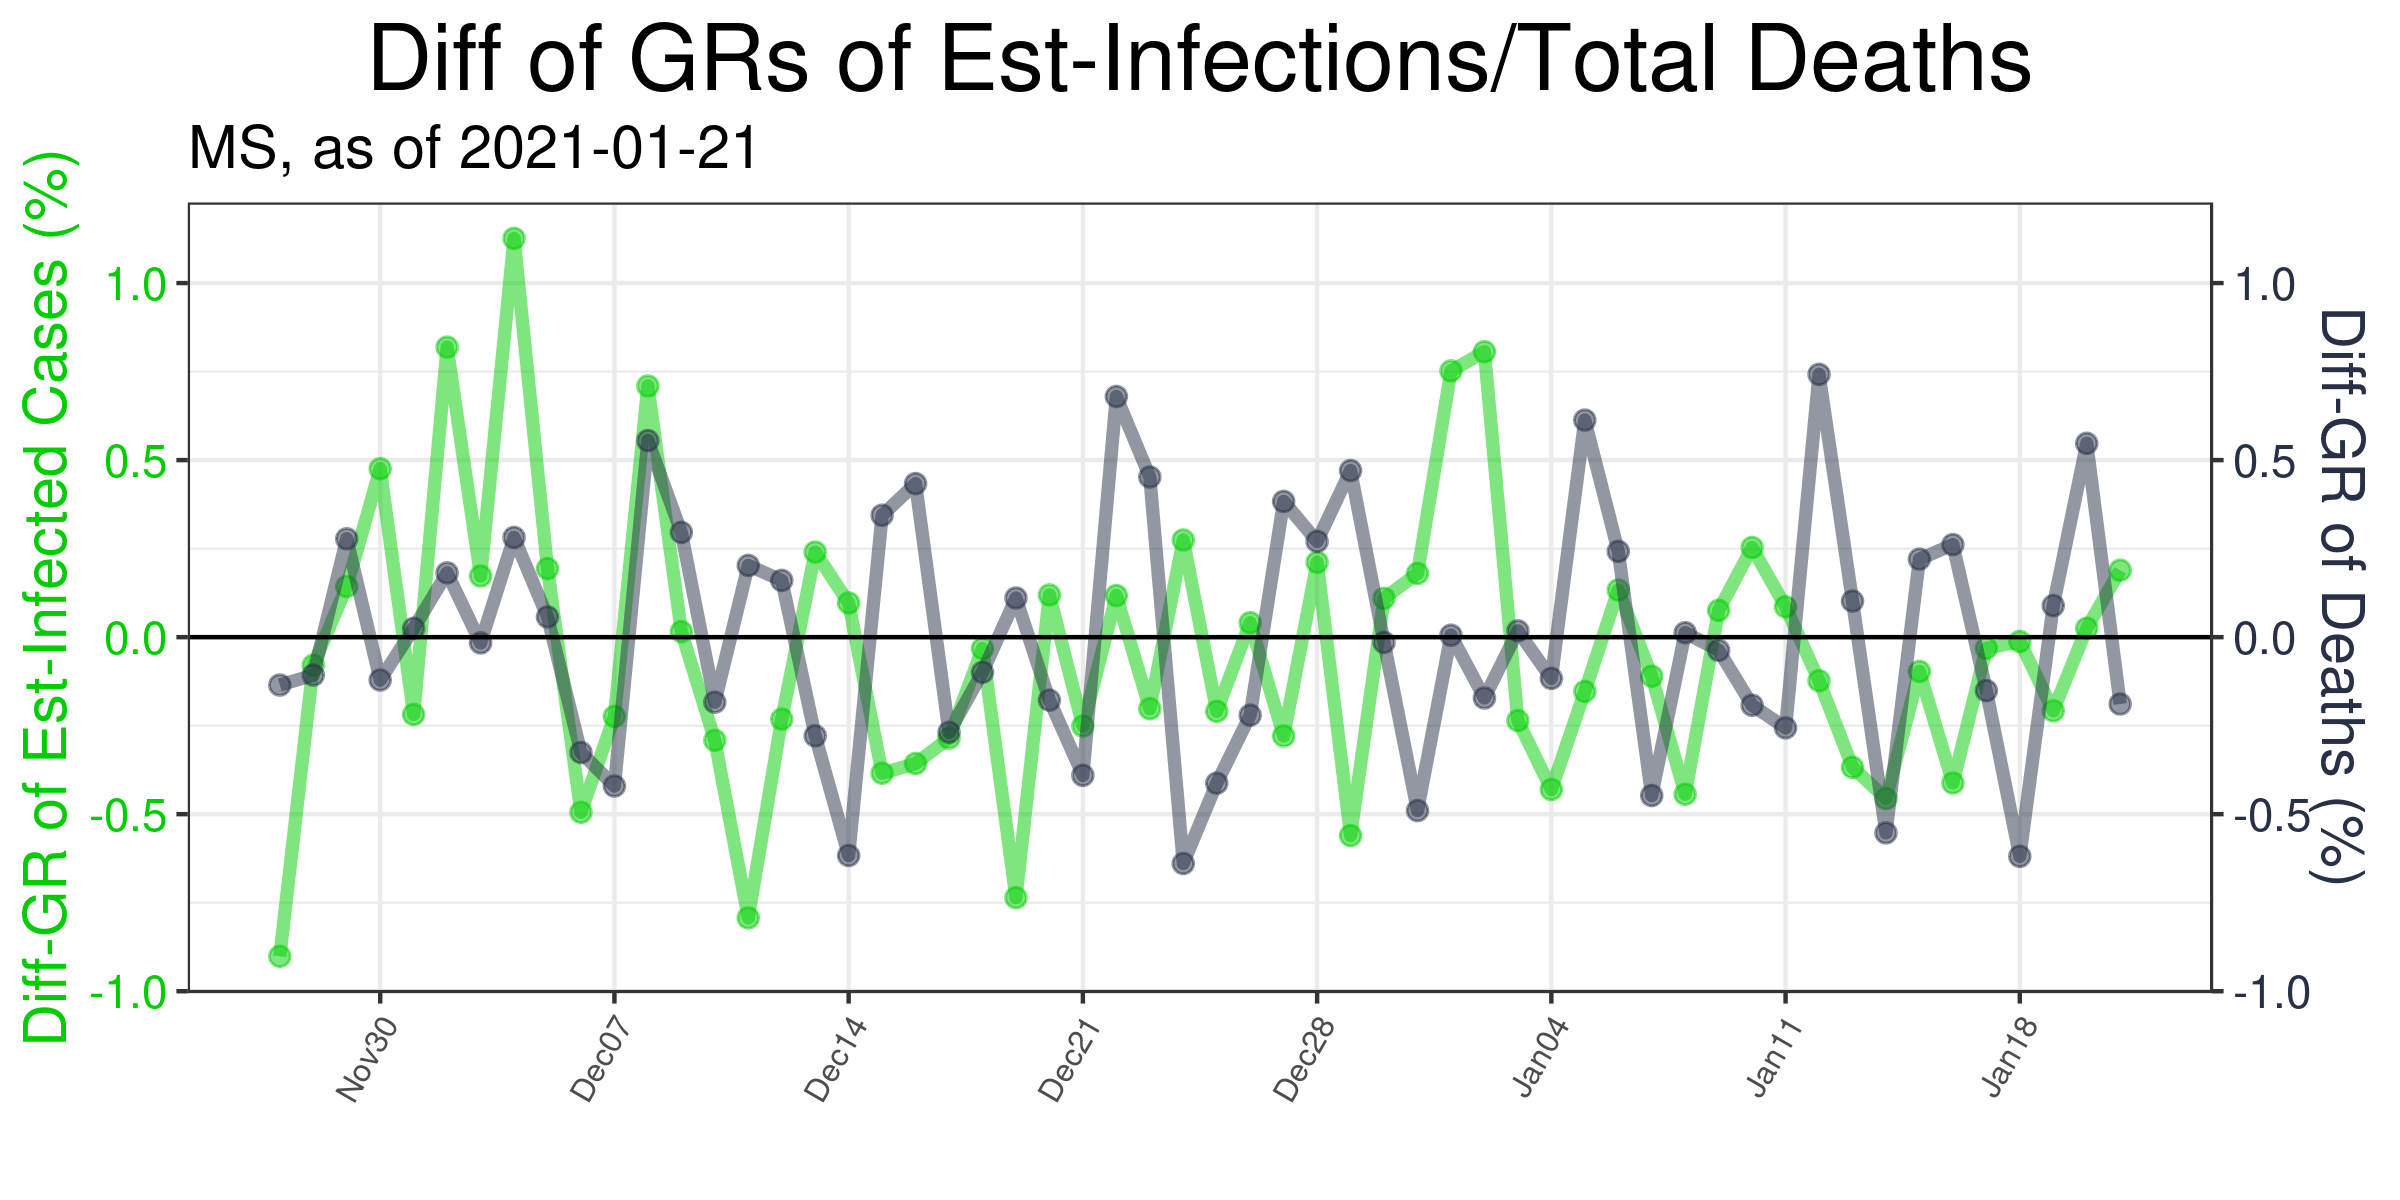 Diff of GRs of Est-Infections/Total Deaths
MS, as of 2021-01-21
Diff-GR of Est-Infected Cases (%)
1.0
0.5
0.0
-0.5
-1.0
1.0
0.5
0.0
-0.5
-1.0
Diff-GR of Deaths (%)
Nov30
Dec07
Dec14
Dec21
Dec28
Jan04
Jan11
Jan18